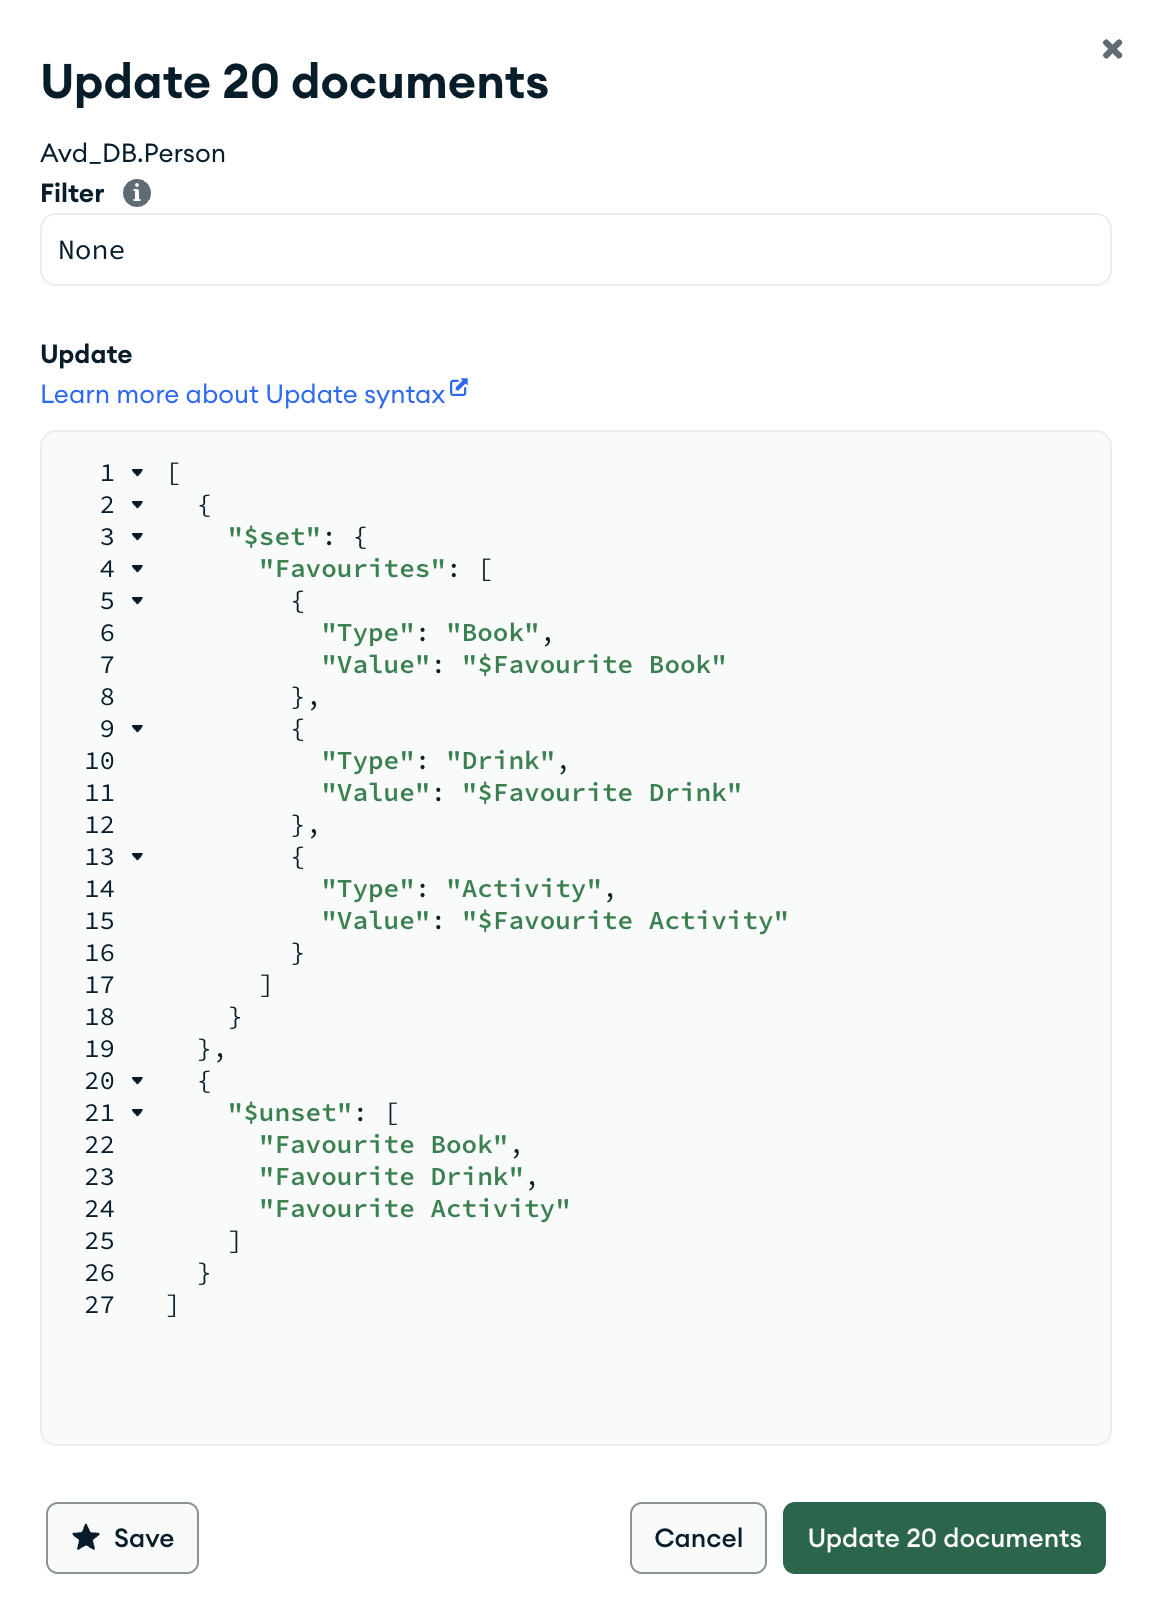 Update 20 documents
Avd_DB.Person
Filter
None
Update
Learn more about Update syntax
1 [
2 {
3 "$set": {
4 "Favourites": [
5 {
6 "Type": "Book",
7 "Value": "$Favourite Book"
8 },
9 {
10 "Type": "Drink",
11 "Value": "$Favourite Drink"
12 },
13 {
14 "Type": "Activity",
15 "Value": "$Favourite Activity"
16 }
17 ]
18 }
19 },
20 {
21 "$unset": [
22 "Favourite Book",
23 "Favourite Drink",
24 "Favourite Activity"
25 ]
26 }
27 ]
Save
Cancel
Update 20 documents